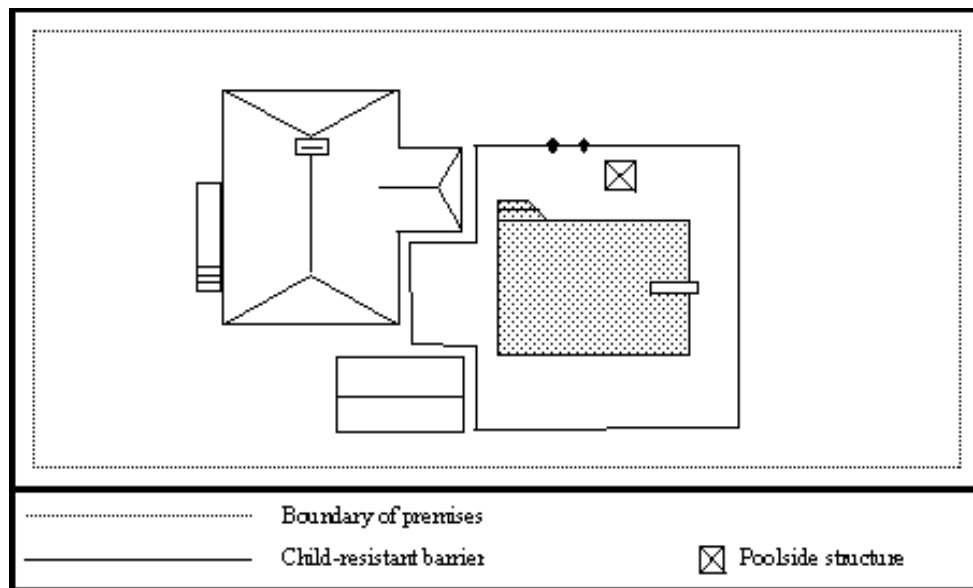 Boundary of premises
Child-resistant barrier
Poolside structure